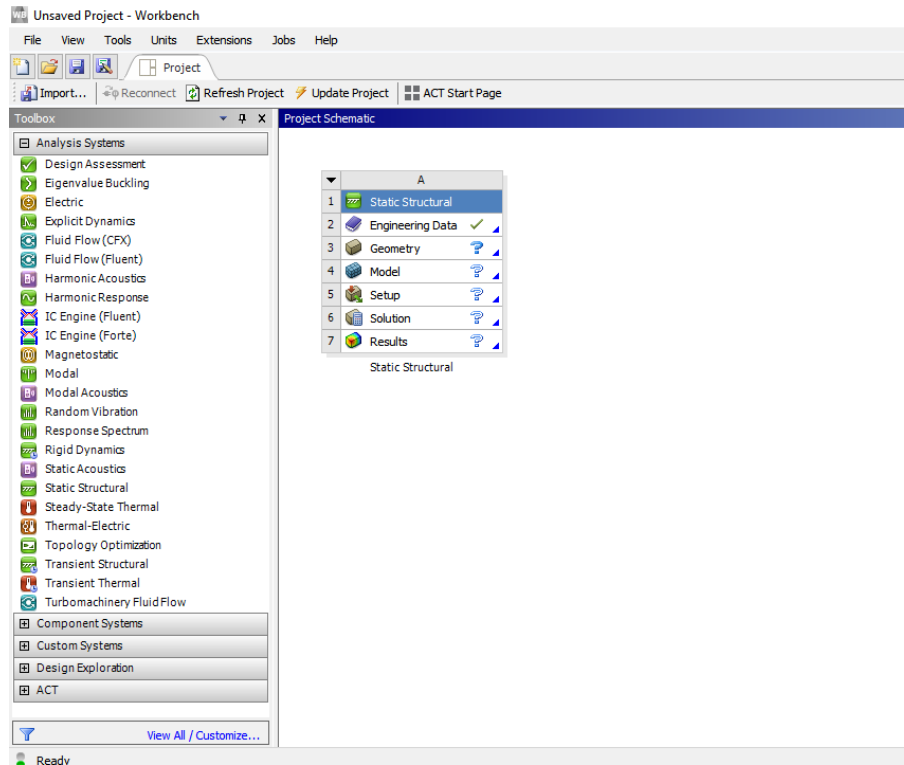 Unsaved Project - Workbench
File View Tools Units Extensions Jobs Help
Project
Import... Reconnect Refresh Project Update Project ACT Start Page
Toolbox
Project Schematic
Analysis Systems
Design Assessment
Eigenvalue Buckling
Electric
Explicit Dynamics
Fluid Flow (CFX)
Fluid Flow (Fluent)
Harmonic Acoustics
Harmonic Response
IC Engine (Fluent)
IC Engine (Forte)
Magnetostatic
Modal
Modal Acoustics
Random Vibration
Response Spectrum
Rigid Dynamics
Static Acoustics
Static Structural
Steady-State Thermal
Thermal-Electric
Topology Optimization
Transient Structural
Transient Thermal
Turbomachinery Fluid Flow
Component Systems
Custom Systems
Design Exploration
ACT
View All / Customize...
Ready
A
1 Static Structural
2 Engineering Data
3 Geometry
4 Model
5 Setup
6 Solution
7 Results
Static Structural